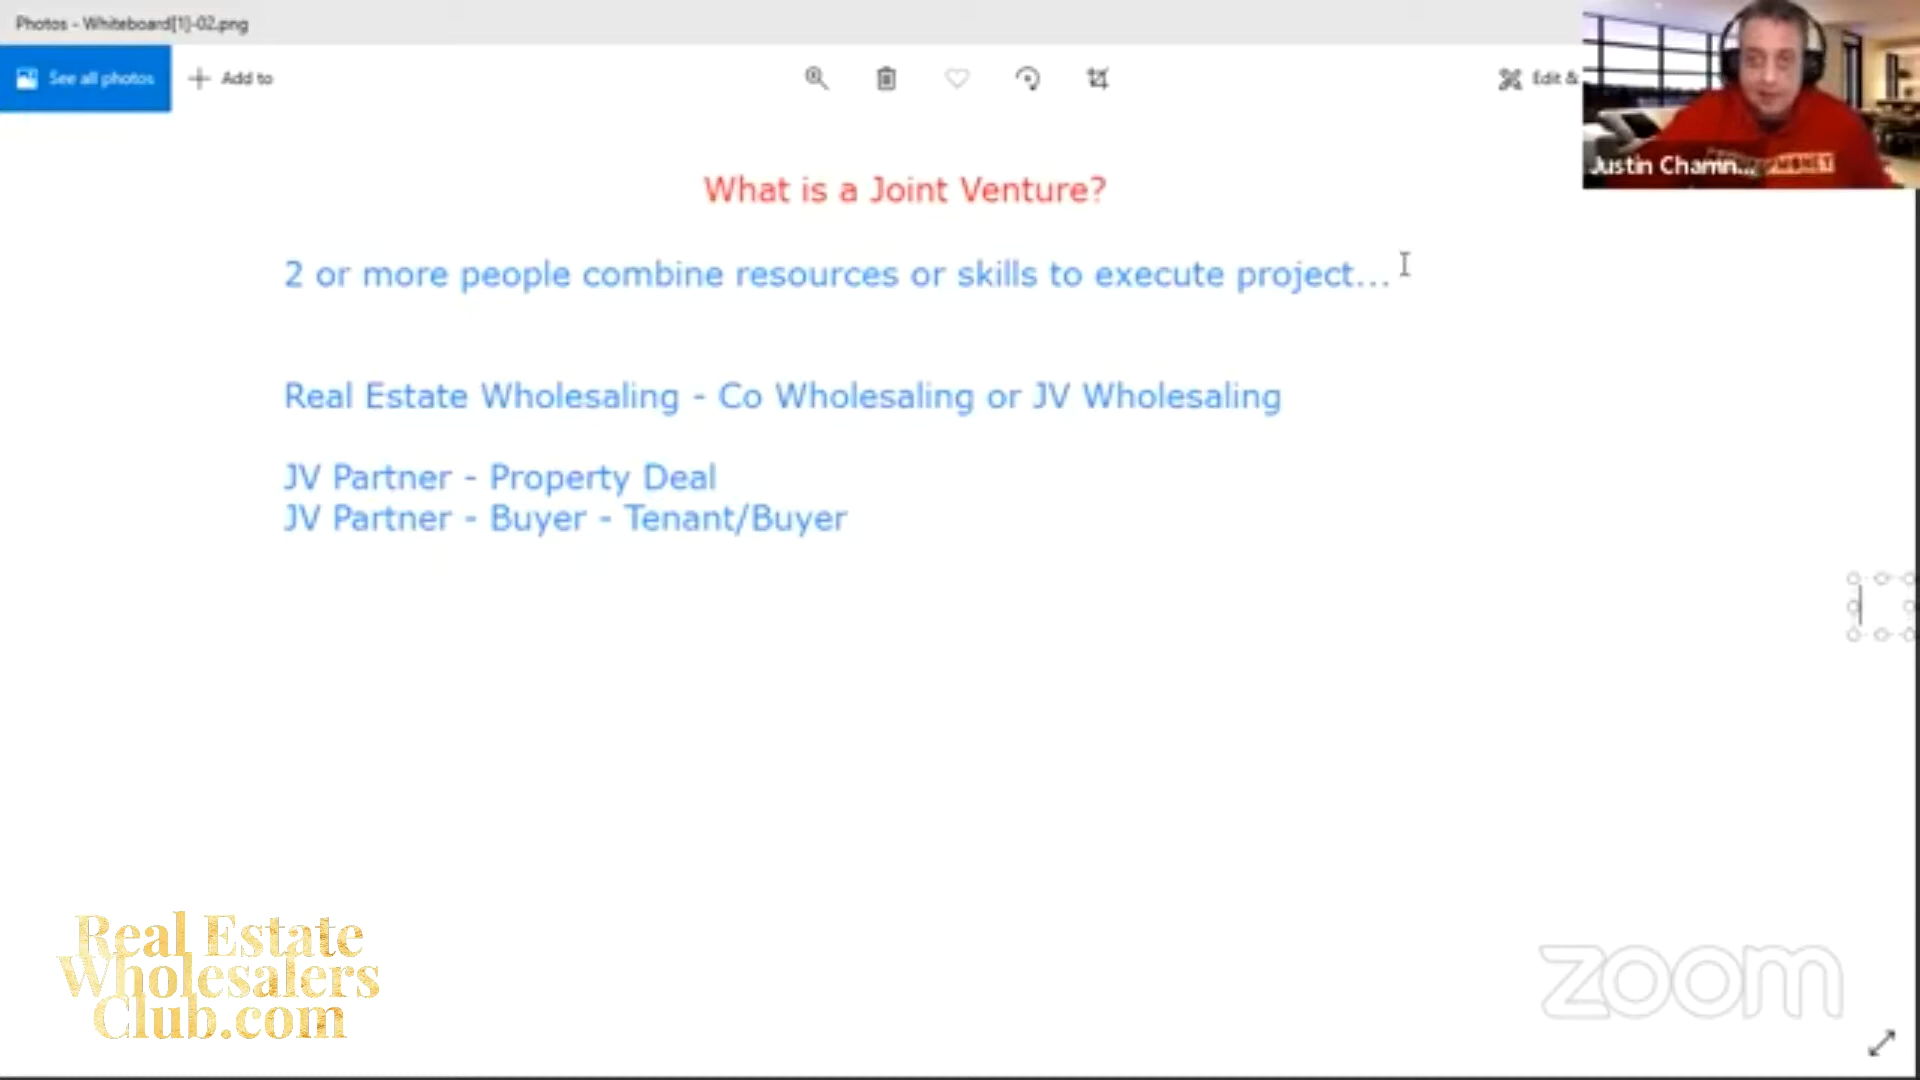 Photos - Whiteboard[1]-02.png
See all photos
Add to
Edit &
Justin Chamn...
What is a Joint Venture?
2 or more people combine resources or skills to execute project...
Real Estate Wholesaling - Co Wholesaling or JV Wholesaling
JV Partner - Property Deal
JV Partner - Buyer - Tenant/Buyer
Real Estate
Wholesalers
Club.com
zoom